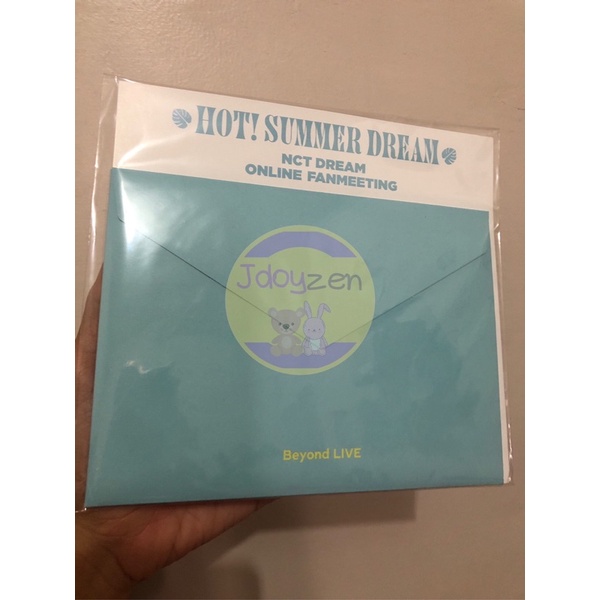 HOT! SUMMER DREAM
NCT DREAM
ONLINE FANMEETING
Jdoyzen
Beyond LIVE